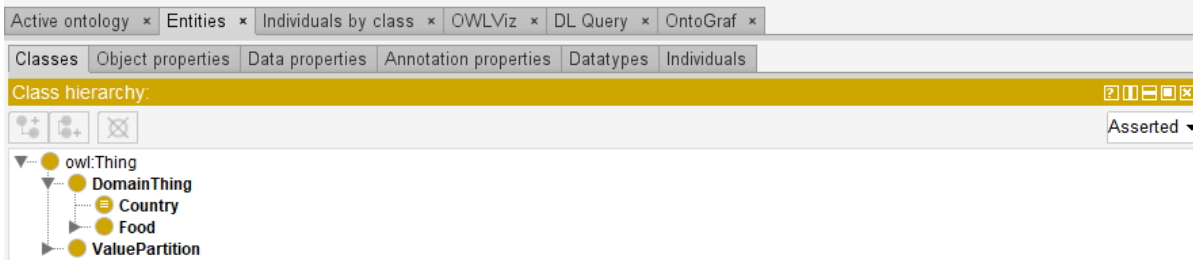 Active ontology × Entities × Individuals by class × OWLViz × DL Query × OntoGraf ×
Classes Object properties Data properties Annotation properties Datatypes Individuals
Class hierarchy:
Asserted
owl:Thing
DomainThing
Country
Food
ValuePartition